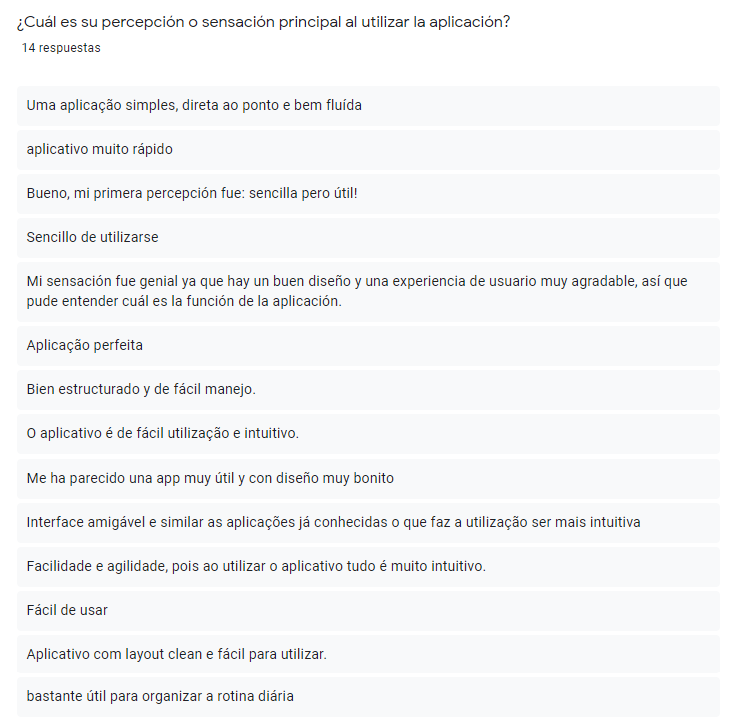 ¿Cuál es su percepción o sensación principal al utilizar la aplicación?
14 respuestas
Uma aplicação simples, direta ao ponto e bem fluída
aplicativo muito rápido
Bueno, mi primera percepción fue: sencilla pero útil!
Sencillo de utilizarse
Mi sensación fue genial ya que hay un buen diseño y una experiencia de usuario muy agradable, así que
pude entender cuál es la función de la aplicación.
Aplicação perfeita
Bien estructurado y de fácil manejo.
O aplicativo é de fácil utilização e intuitivo.
Me ha parecido una app muy útil y con diseño muy bonito
Interface amigável e similar as aplicações já conhecidas o que faz a utilização ser mais intuitiva
Facilidade e agilidade, pois ao utilizar o aplicativo tudo é muito intuitivo.
Fácil de usar
Aplicativo com layout clean e fácil para utilizar.
bastante útil para organizar a rotina diária